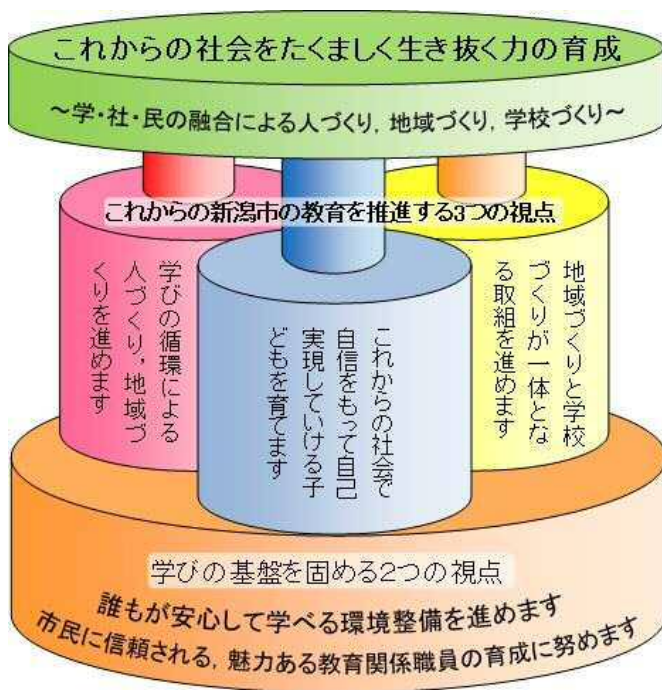 これからの社会をたくましく生き抜く力の育成
～学・社・民の融合による人づくり，地域づくり，学校づくり～
これからの新潟市の教育を推進する3つの視点
学びの循環による
人づくり，地域づ
くりを進めます
これからの社会で
自信をもって自己
実現していける子
どもを育てます
地域づくりと学校
づくりが一体とな
る取組を進めます
学びの基盤を固める2つの視点
誰もが安心して学べる環境整備を進めます
市民に信頼される，魅力ある教育関係職員の育成に努めます